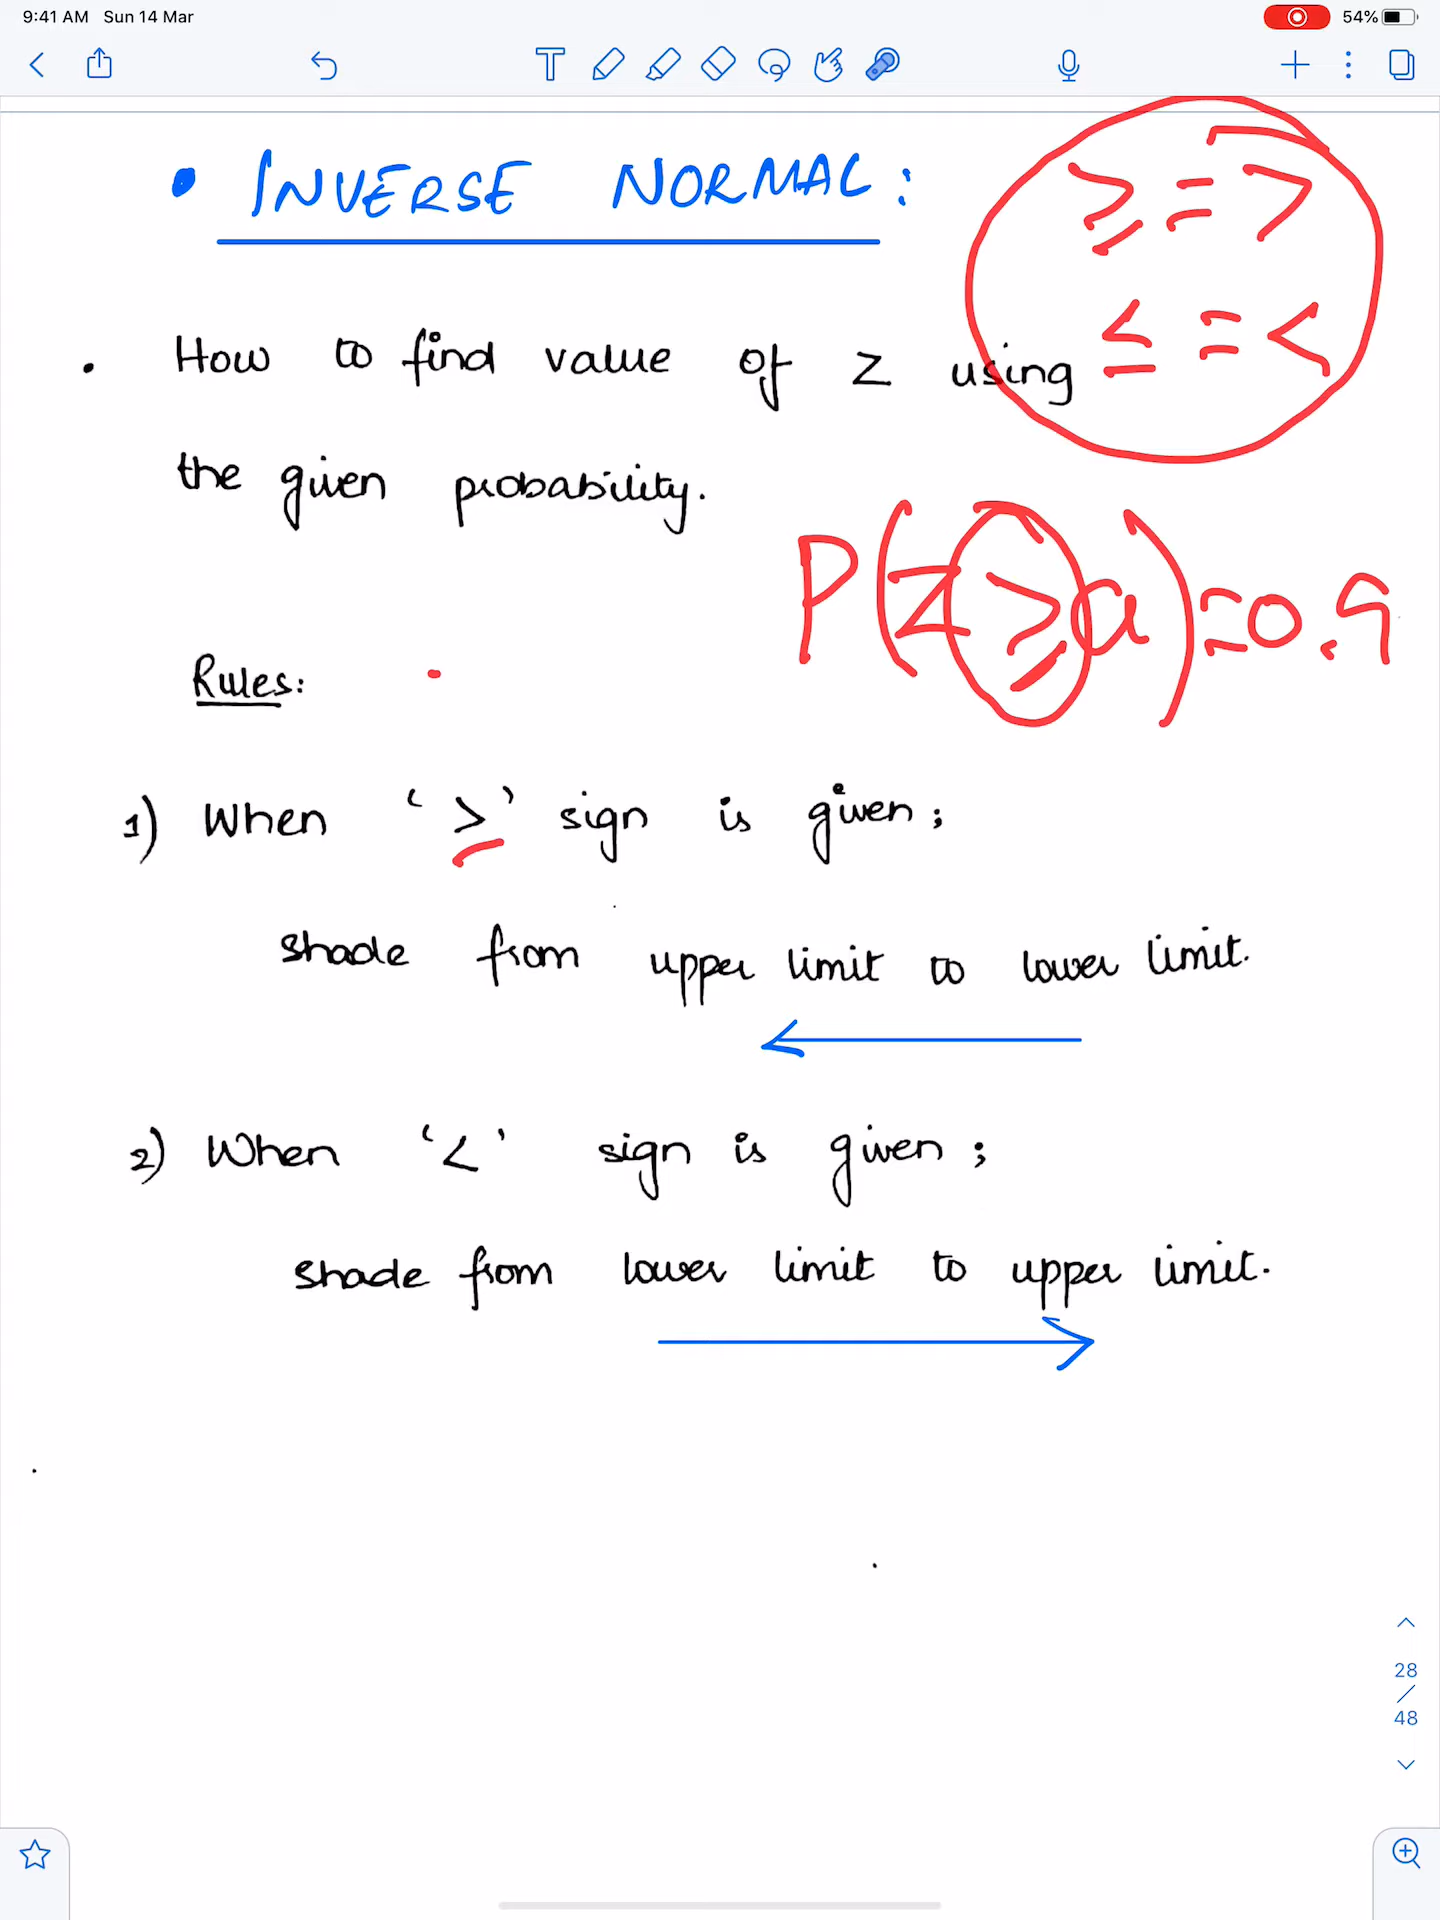 9:41 AM Sun 14 Mar
54%
• INVERSE NORMAL:
≥ = >
≤ = <
• How to find value of z using
the given probability.
P(z ≥ a) = 0.9
Rules:
1) When '>' sign is given;
shade from upper limit to lower limit.
2) When '<' sign is given;
shade from lower limit to upper limit.
28
/
48